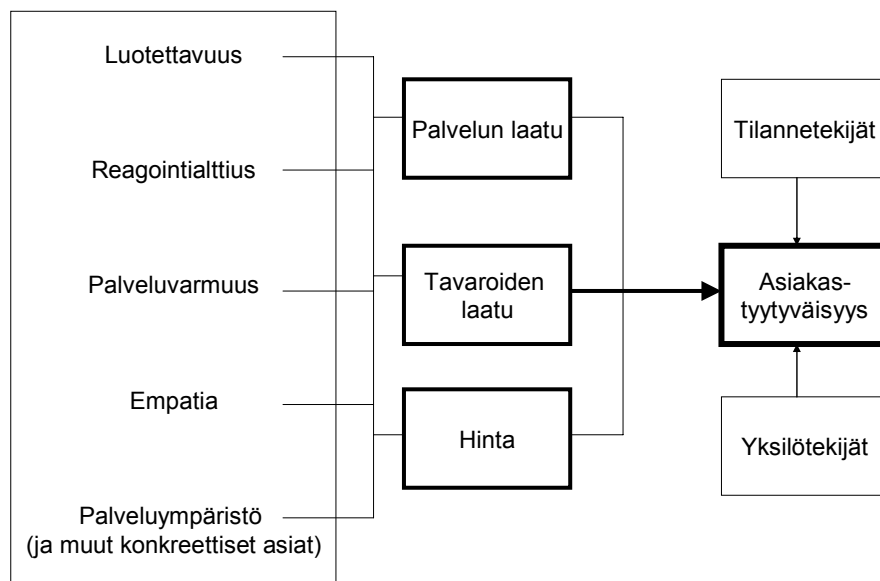 Luotettavuus
Reagointialttius
Palveluvarmuus
Empatia
Palveluympäristö
(ja muut konkreettiset asiat)
Palvelun laatu
Tavaroiden
laatu
Hinta
Tilannetekijät
Asiakas-
tyytyväisyys
Yksilötekijät